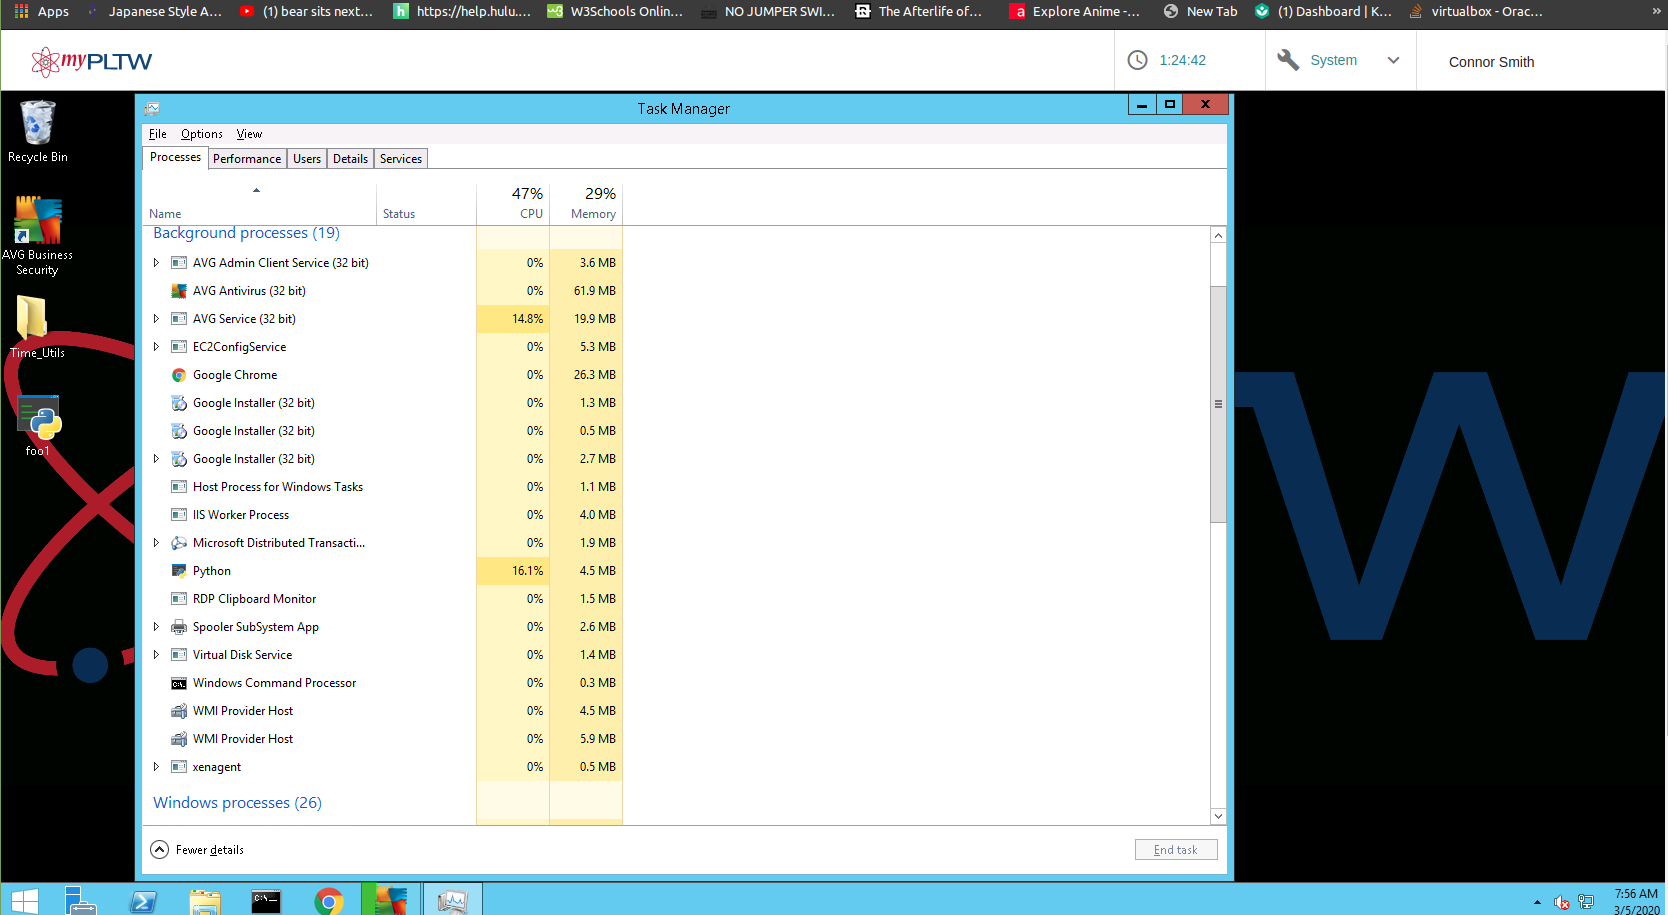 Apps Japanese Style A... (1) bear sits next... https://help.hulu.... W3Schools Onlin... NO JUMPER SWI... The Afterlife of... Explore Anime -... New Tab (1) Dashboard | K... virtualbox - Orac... »
myPLTW 1:24:42 System Connor Smith
Task Manager
File Options View
Processes Performance Users Details Services
47% 29%
Name Status CPU Memory
Background processes (19)
AVG Admin Client Service (32 bit) 0% 3.6 MB
AVG Antivirus (32 bit) 0% 61.9 MB
AVG Service (32 bit) 14.8% 19.9 MB
EC2ConfigService 0% 5.3 MB
Google Chrome 0% 26.3 MB
Google Installer (32 bit) 0% 1.3 MB
Google Installer (32 bit) 0% 0.5 MB
Google Installer (32 bit) 0% 2.7 MB
Host Process for Windows Tasks 0% 1.1 MB
IIS Worker Process 0% 4.0 MB
Microsoft Distributed Transacti... 0% 1.9 MB
Python 16.1% 4.5 MB
RDP Clipboard Monitor 0% 1.5 MB
Spooler SubSystem App 0% 2.6 MB
Virtual Disk Service 0% 1.4 MB
Windows Command Processor 0% 0.3 MB
WMI Provider Host 0% 4.5 MB
WMI Provider Host 0% 5.9 MB
xenagent 0% 0.5 MB
Windows processes (26)
Fewer details End task
Recycle Bin
AVG Business
Security
Time_Utils
foo1
W
7:56 AM
3/5/2020